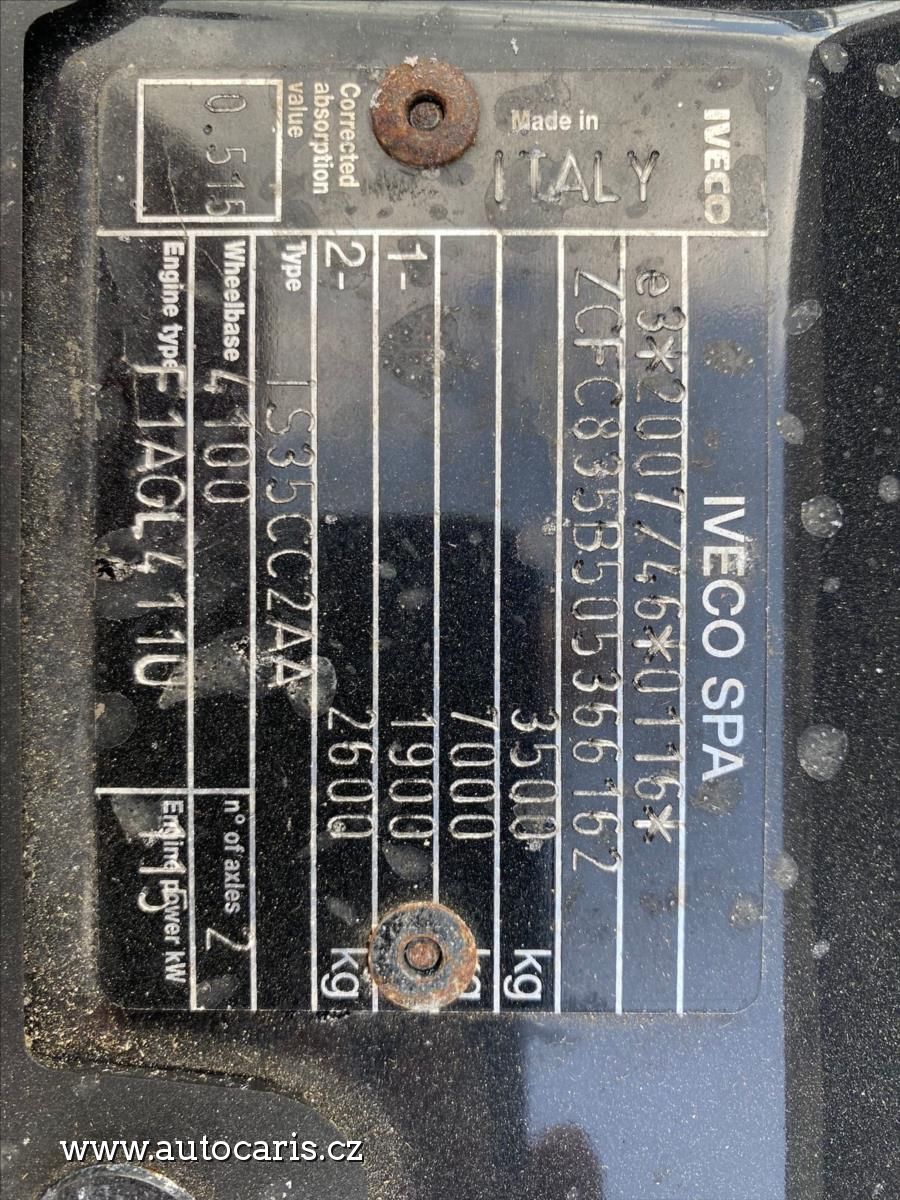 IVECO SPA
e3*2007/46*0116*
ZCFC835B505366162
3500 kg
7000 kg
1- 1900
2- 2600 kg
Type IS35CC2AA
Wheelbase 4100 n° of axles 2
Engine type F1AGL411U Engine power kW 115
IVECO
Made in
ITALY
Corrected
absorption
value
0.515
www.autocaris.cz